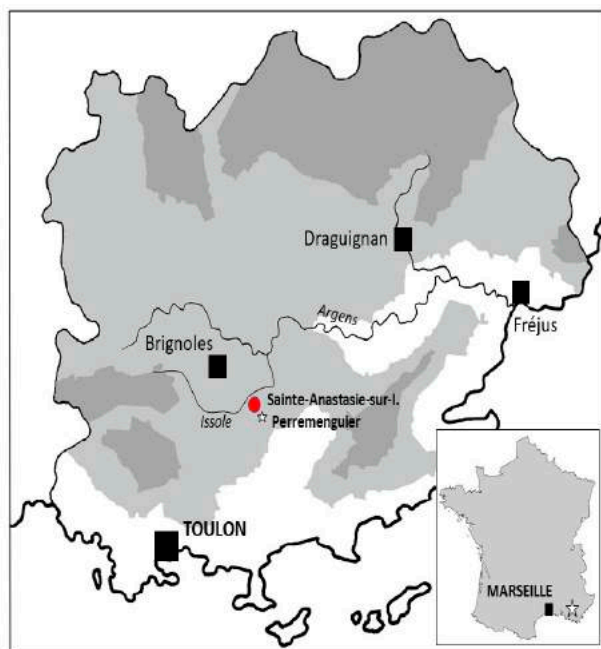 Draguignan
Argens
Fréjus
Brignoles
Sainte-Anastasie-sur-I.
Issole
Perremenguier
TOULON
MARSEILLE